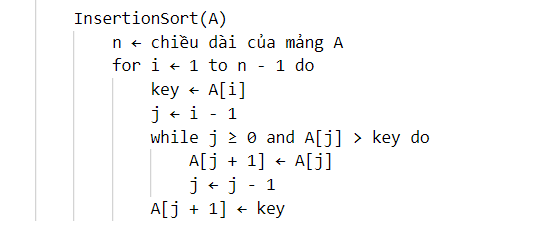 InsertionSort(A)
n ← chiều dài của mảng A
for i ← 1 to n - 1 do
key ← A[i]
j ← i - 1
while j ≥ 0 and A[j] > key do
A[j + 1] ← A[j]
j ← j - 1
A[j + 1] ← key